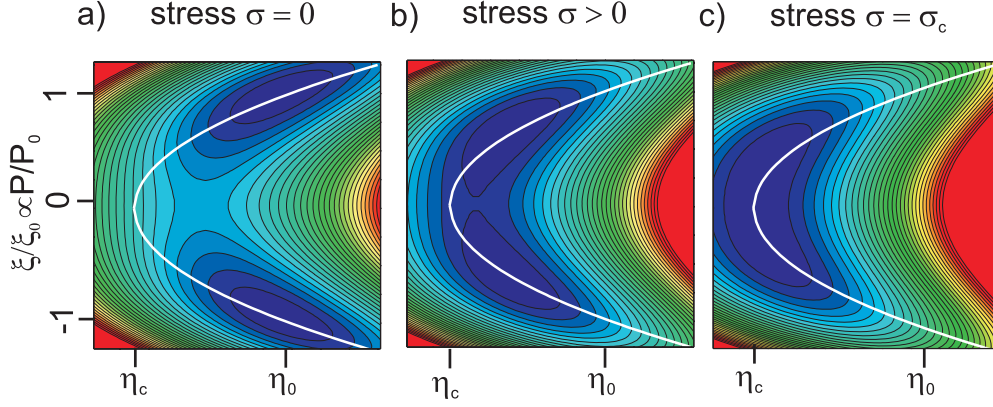 a) stress σ = 0
b) stress σ > 0
c) stress σ = σc
ξ/ξ₀ ∝P/P₀
1
0
-1
ηc η₀
ηc η₀
ηc η₀